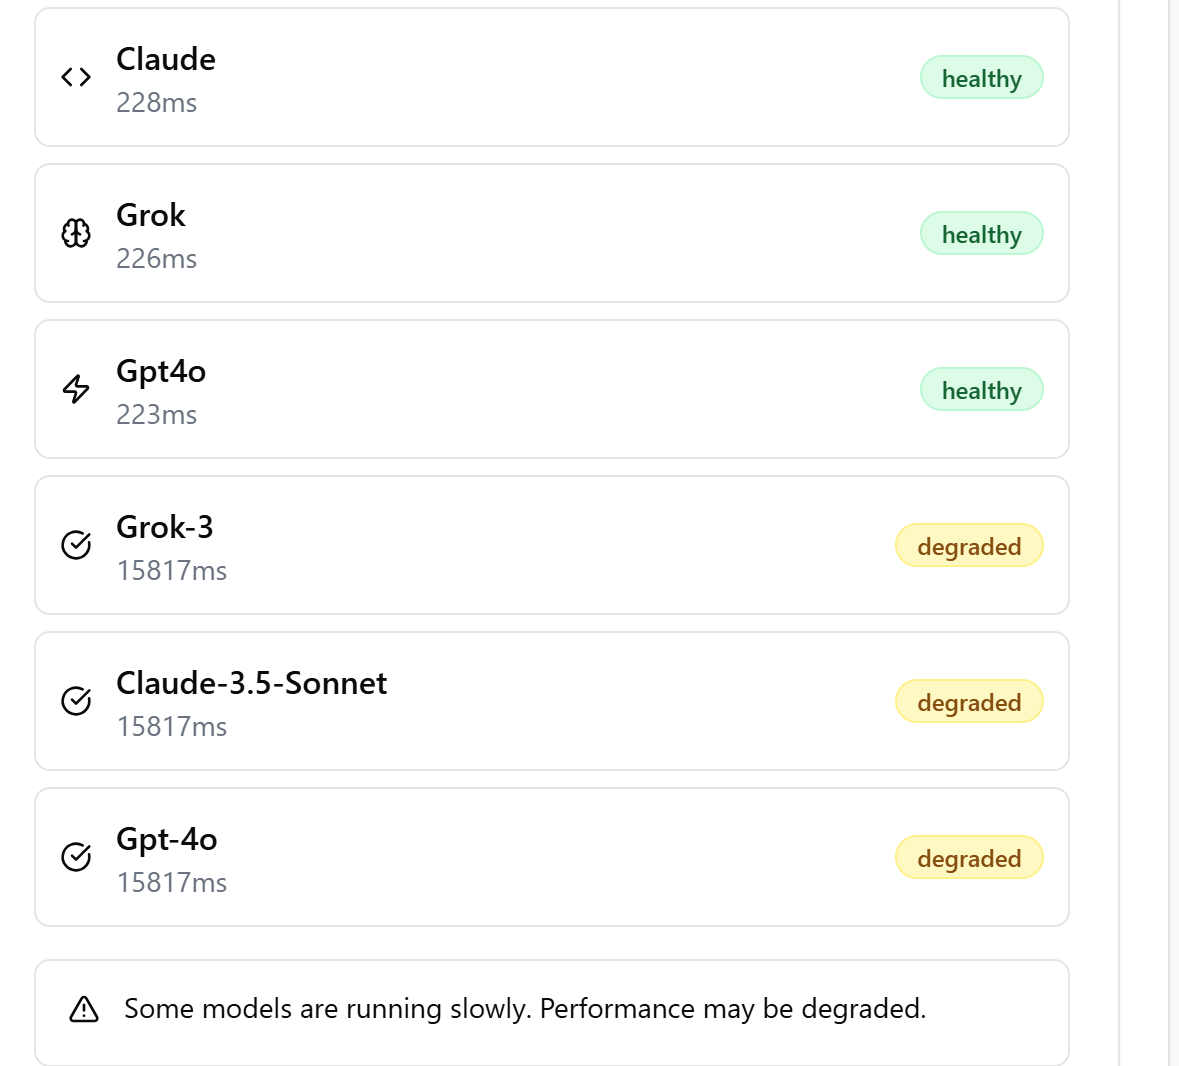 Claude
228ms
healthy
Grok
226ms
healthy
Gpt4o
223ms
healthy
Grok-3
15817ms
degraded
Claude-3.5-Sonnet
15817ms
degraded
Gpt-4o
15817ms
degraded
Some models are running slowly. Performance may be degraded.